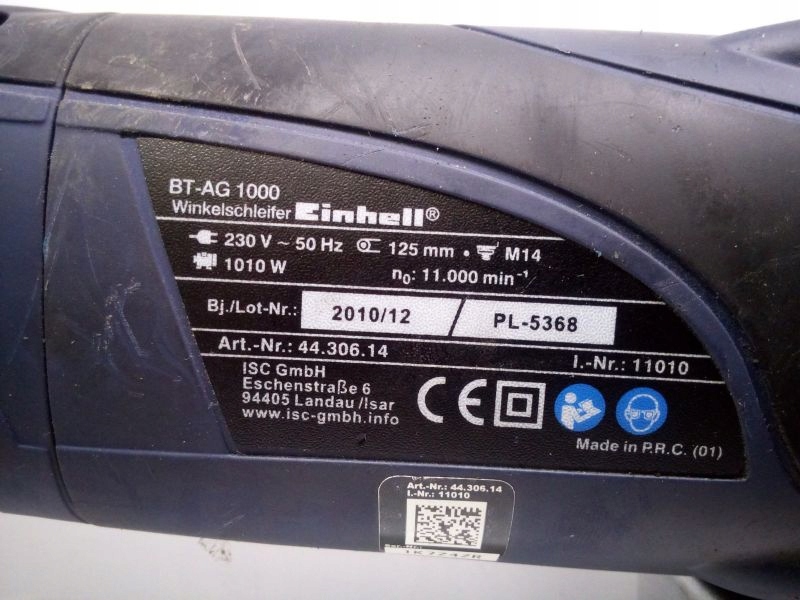 BT-AG 1000
Winkelschleifer Einhell®
230 V ~ 50 Hz 125 mm • M14
1010 W n₀: 11.000 min⁻¹
Bj./Lot-Nr.: 2010/12 / PL-5368
Art.-Nr.: 44.306.14 I.-Nr.: 11010
ISC GmbH
Eschenstraße 6
94405 Landau /Isar
www.isc-gmbh.info
CE
Made in P.R.C. (01)
Art.-Nr.: 44.306.14
I.-Nr.: 11010